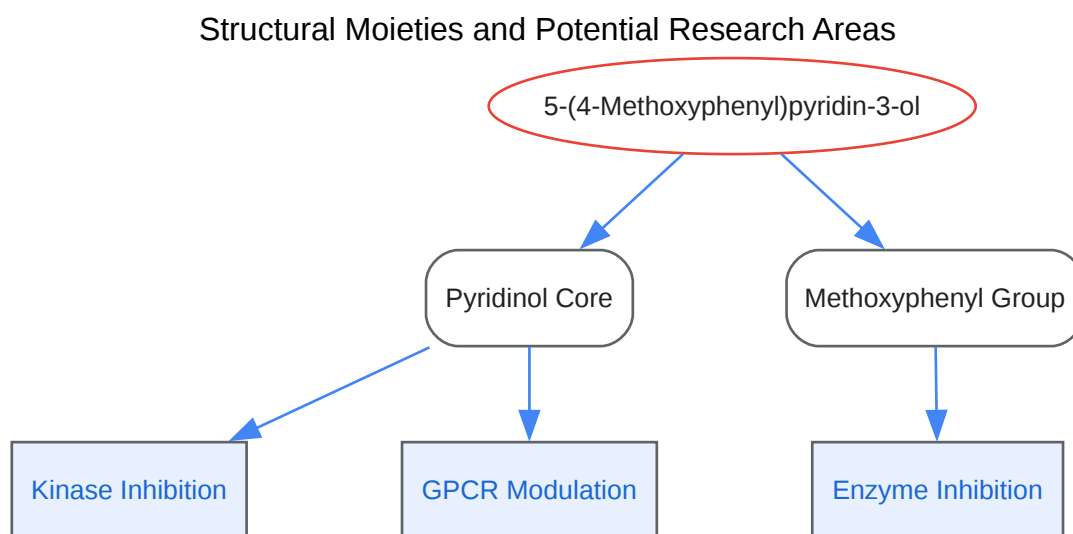 Structural Moieties and Potential Research Areas
5-(4-Methoxyphenyl)pyridin-3-ol
Pyridinol Core
Methoxyphenyl Group
Kinase Inhibition
GPCR Modulation
Enzyme Inhibition